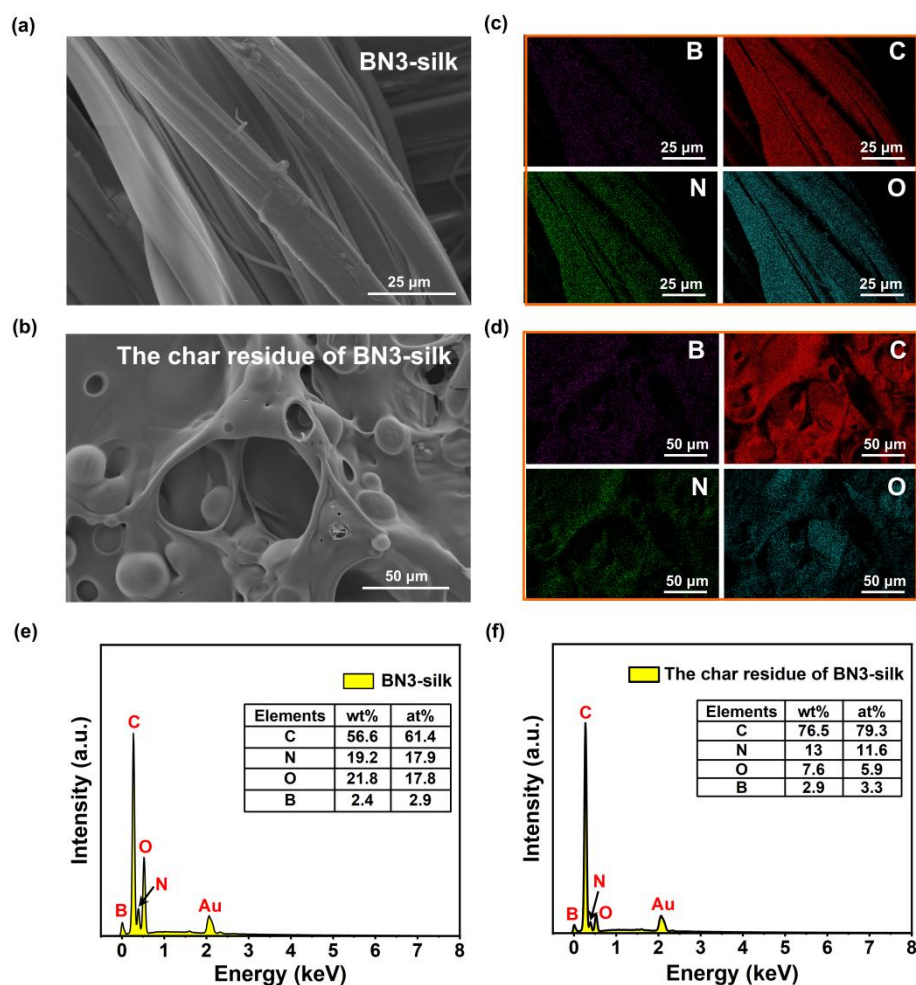 (a)
BN3-silk
25 µm
(c)
B
25 µm
C
25 µm
N
25 µm
O
25 µm
(b)
The char residue of BN3-silk
50 µm
(d)
B
50 µm
C
50 µm
N
50 µm
O
50 µm
(e)
BN3-silk
Elements wt% at%
C 56.6 61.4
N 19.2 17.9
O 21.8 17.8
B 2.4 2.9
C
O
N
B
Au
Intensity (a.u.)
0 1 2 3 4 5 6 7 8
Energy (keV)
(f)
The char residue of BN3-silk
Elements wt% at%
C 76.5 79.3
N 13 11.6
O 7.6 5.9
B 2.9 3.3
C
N
B
O
Au
Intensity (a.u.)
0 1 2 3 4 5 6 7 8
Energy (keV)